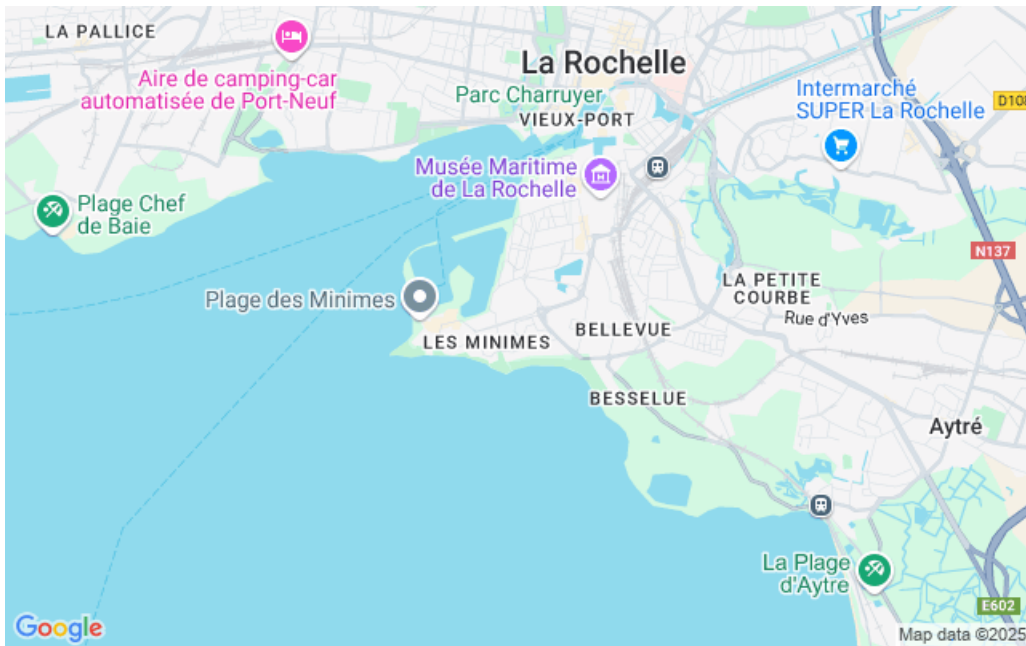 LA PALLICE
La Rochelle
Aire de camping-car
automatisée de Port-Neuf
Parc Charruyer
VIEUX-PORT
Intermarché
SUPER La Rochelle
D108
Musée Maritime
de La Rochelle
Plage Chef
de Baie
N137
Plage des Minimes
LA PETITE
COURBE
Rue d'Yves
LES MINIMES
BELLEVUE
BESSELUE
Aytré
La Plage
d'Aytre
E602
Google
Map data ©2025